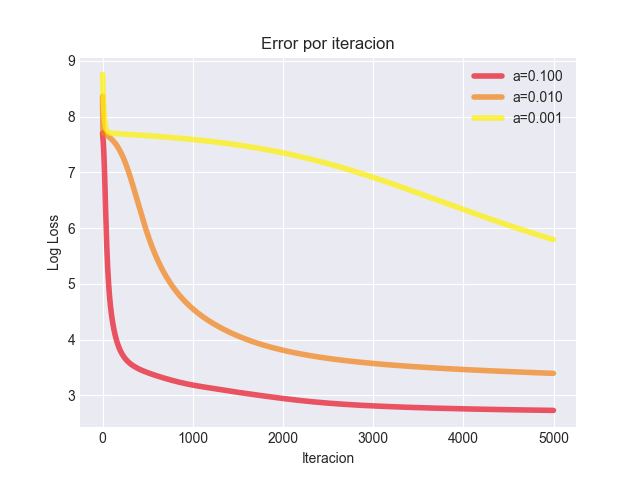 Error por iteracion
9
8
7
6
5
4
3
Log Loss
a=0.100
a=0.010
a=0.001
0 1000 2000 3000 4000 5000
Iteracion